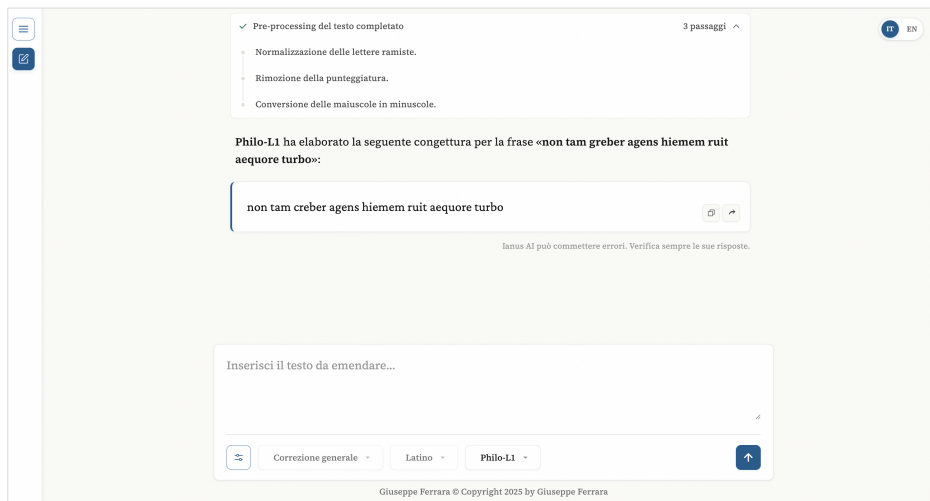 Pre-processing del testo completato 3 passaggi
IT EN
Normalizzazione delle lettere ramiste.
Rimozione della punteggiatura.
Conversione delle maiuscole in minuscole.
Philo-L1 ha elaborato la seguente congettura per la frase «non tam greber agens hiemem ruit
aequore turbo»:
non tam creber agens hiemem ruit aequore turbo
Ianus AI può commettere errori. Verifica sempre le sue risposte.
Inserisci il testo da emendare...
Correzione generale Latino Philo-L1
Giuseppe Ferrara © Copyright 2025 by Giuseppe Ferrara